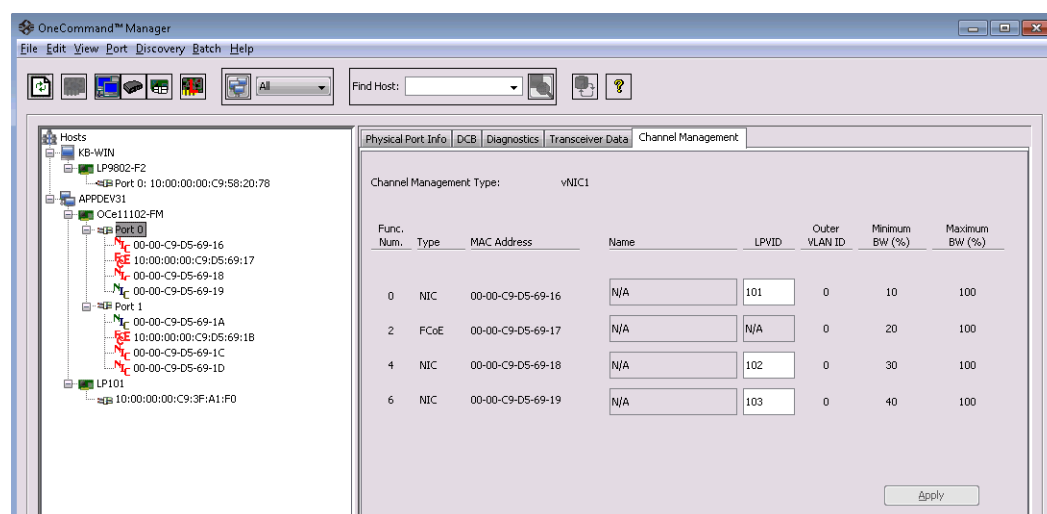 OneCommand™ Manager
File Edit View Port Discovery Batch Help
All
Find Host:
Hosts
KB-WIN
LP9802-F2
Port 0: 10:00:00:00:C9:58:20:78
APPDEV31
OCe11102-FM
Port 0
NIC 00-00-C9-D5-69-16
FCoE 10:00:00:00:C9:D5:69:17
NIC 00-00-C9-D5-69-18
NIC 00-00-C9-D5-69-19
Port 1
NIC 00-00-C9-D5-69-1A
FCoE 10:00:00:00:C9:D5:69:1B
NIC 00-00-C9-D5-69-1C
NIC 00-00-C9-D5-69-1D
LP101
10:00:00:00:C9:3F:A1:F0
Physical Port Info DCB Diagnostics Transceiver Data Channel Management
Channel Management Type: vNIC1
Func. Outer Minimum Maximum
Num. Type MAC Address Name LPVID VLAN ID BW (%) BW (%)
0 NIC 00-00-C9-D5-69-16 N/A 101 0 10 100
2 FCoE 00-00-C9-D5-69-17 N/A N/A 0 20 100
4 NIC 00-00-C9-D5-69-18 N/A 102 0 30 100
6 NIC 00-00-C9-D5-69-19 N/A 103 0 40 100
Apply